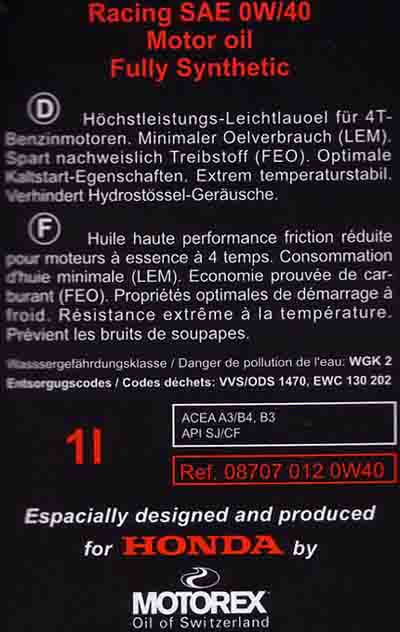 Racing SAE 0W/40
Motor oil
Fully Synthetic
D Höchstleistungs-Leichtlauoel für 4T-
Benzinmotoren. Minimaler Oelverbrauch (LEM).
Spart nachweislich Treibstoff (FEO). Optimale
Kaltstart-Egenschaften. Extrem temperaturstabil.
Verhindert Hydrostössel-Geräusche.
F Huile haute performance friction réduite
pour moteurs à essence à 4 temps. Consommation
d'huie minimale (LEM). Economie prouvée de car-
burant (FEO). Propriétés optimales de démarrage à
froid. Résistance extrême à la température.
Prévient les bruits de soupapes.
Wasssergefährdungsklasse / Danger de pollution de l'eau: WGK 2
Entsorgugscodes / Codes déchets: VVS/ODS 1470, EWC 130 202
1l
ACEA A3/B4, B3
API SJ/CF
Ref. 08707 012 0W40
Espacially designed and produced
for HONDA by
MOTOREX
Oil of Switzerland